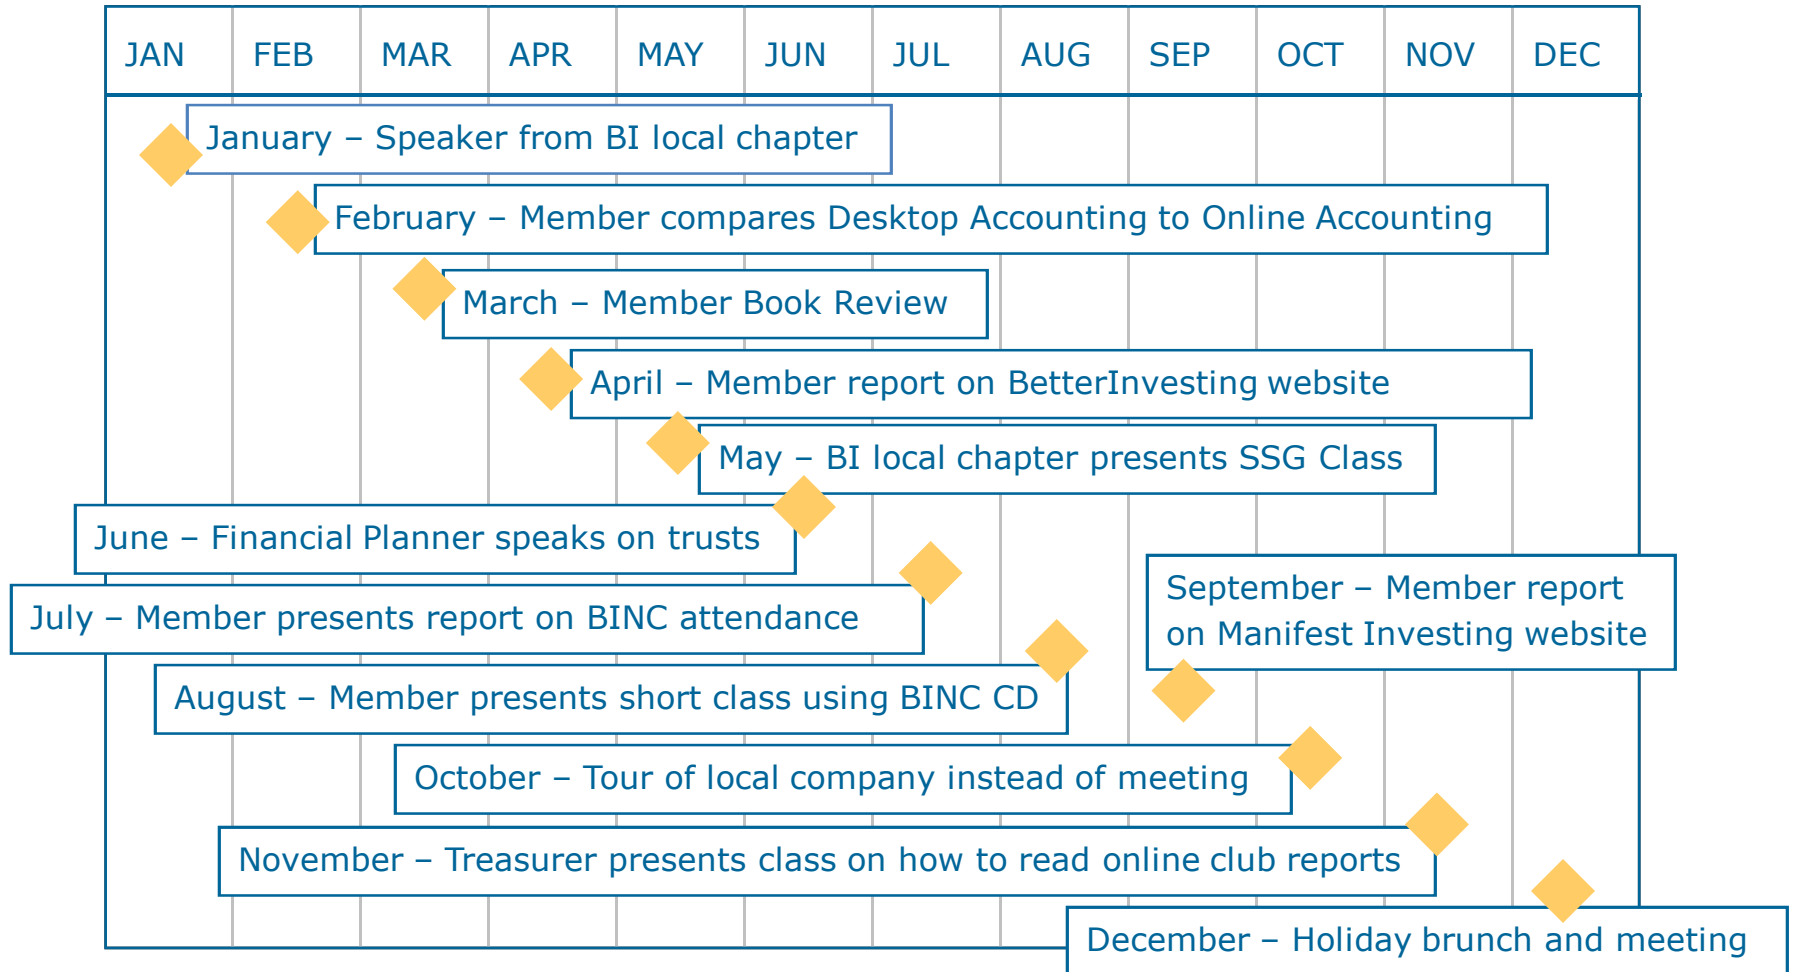 JAN FEB MAR APR MAY JUN JUL AUG SEP OCT NOV DEC
January – Speaker from BI local chapter
February – Member compares Desktop Accounting to Online Accounting
March – Member Book Review
April – Member report on BetterInvesting website
May – BI local chapter presents SSG Class
June – Financial Planner speaks on trusts
July – Member presents report on BINC attendance
August – Member presents short class using BINC CD
September – Member report
on Manifest Investing website
October – Tour of local company instead of meeting
November – Treasurer presents class on how to read online club reports
December – Holiday brunch and meeting